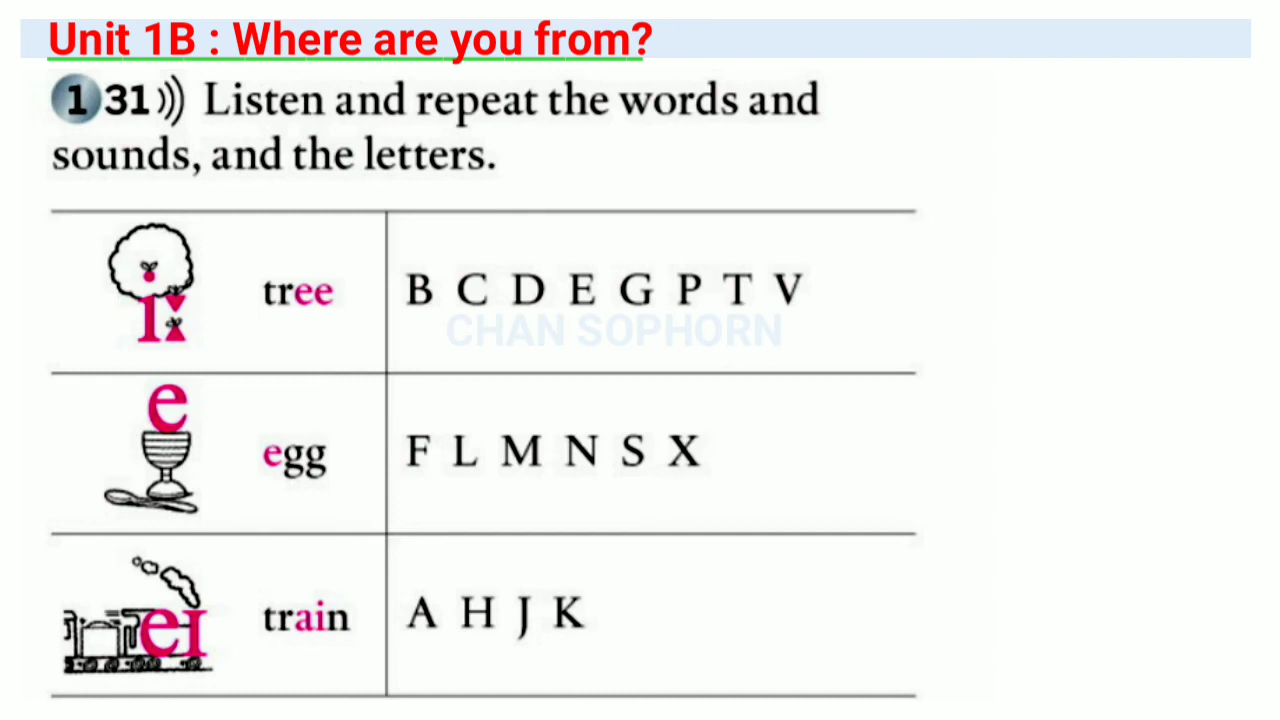 Unit 1B : Where are you from?
1 31 Listen and repeat the words and
sounds, and the letters.
iː tree B C D E G P T V
CHAN SOPHORN
e egg F L M N S X
eɪ train A H J K